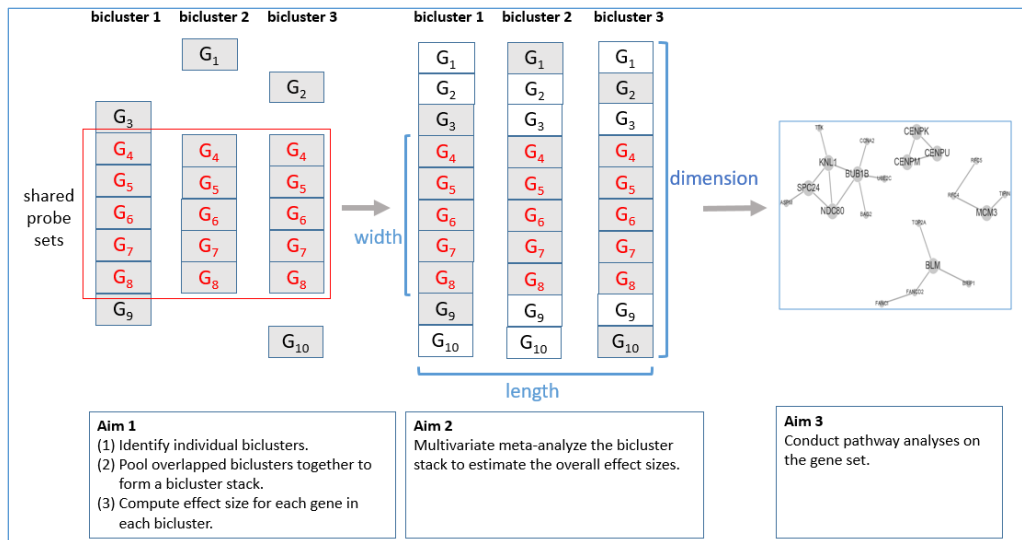 bicluster 1 bicluster 2 bicluster 3 bicluster 1 bicluster 2 bicluster 3
G1 G1 G1 G1
G2 G2 G2 G2
G3 G3 G3 G3
G4 G4 G4 G4 G4 G4
G5 G5 G5 G5 G5 G5
G6 G6 G6 G6 G6 G6
G7 G7 G7 G7 G7 G7
G8 G8 G8 G8 G8 G8
G9 G9 G9 G9
G10 G10 G10 G10
shared
probe
sets
width
dimension
length
TTK
CENPK
CCNA2
CENPU
KNL1
CENPM
BUB1B
SPC24
NDC80
RFC5
RFC4
MCM3
TOP2A
BLM
FANCD2
Aim 1
(1) Identify individual biclusters.
(2) Pool overlapped biclusters together to
form a bicluster stack.
(3) Compute effect size for each gene in
each bicluster.
Aim 2
Multivariate meta-analyze the bicluster
stack to estimate the overall effect sizes.
Aim 3
Conduct pathway analyses on
the gene set.